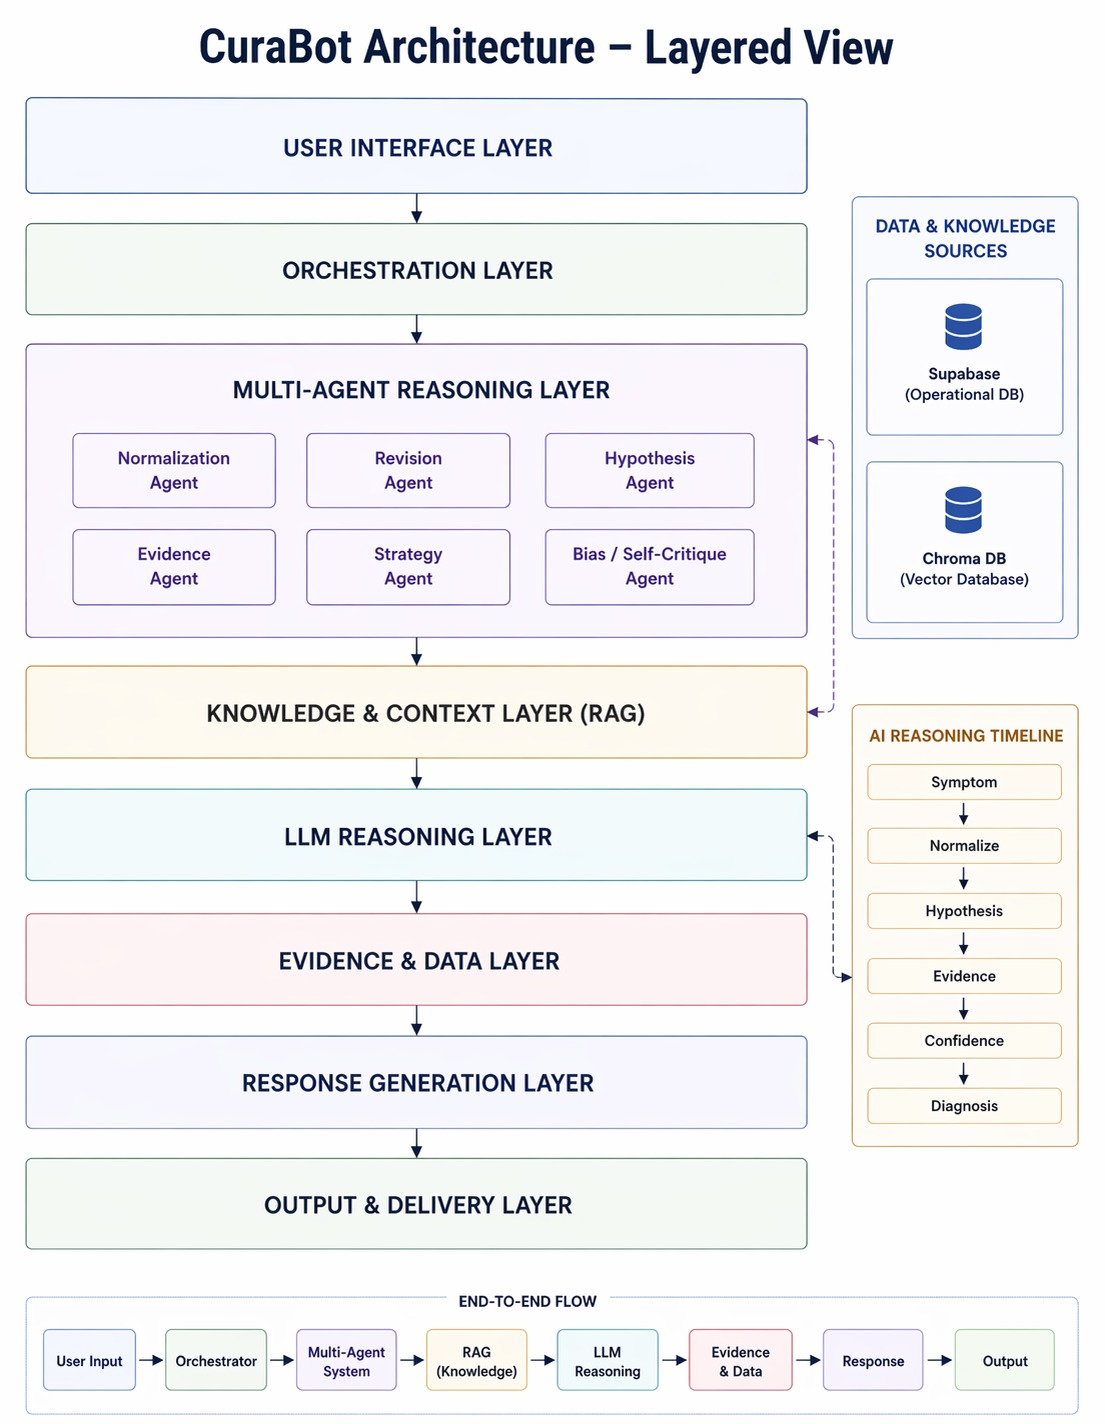 CuraBot Architecture – Layered View
USER INTERFACE LAYER
ORCHESTRATION LAYER
MULTI-AGENT REASONING LAYER
Normalization
Agent
Revision
Agent
Hypothesis
Agent
Evidence
Agent
Strategy
Agent
Bias / Self-Critique
Agent
KNOWLEDGE & CONTEXT LAYER (RAG)
LLM REASONING LAYER
EVIDENCE & DATA LAYER
RESPONSE GENERATION LAYER
OUTPUT & DELIVERY LAYER
DATA & KNOWLEDGE
SOURCES
Supabase
(Operational DB)
Chroma DB
(Vector Database)
AI REASONING TIMELINE
Symptom
Normalize
Hypothesis
Evidence
Confidence
Diagnosis
END-TO-END FLOW
User Input
Orchestrator
Multi-Agent
System
RAG
(Knowledge)
LLM
Reasoning
Evidence
& Data
Response
Output